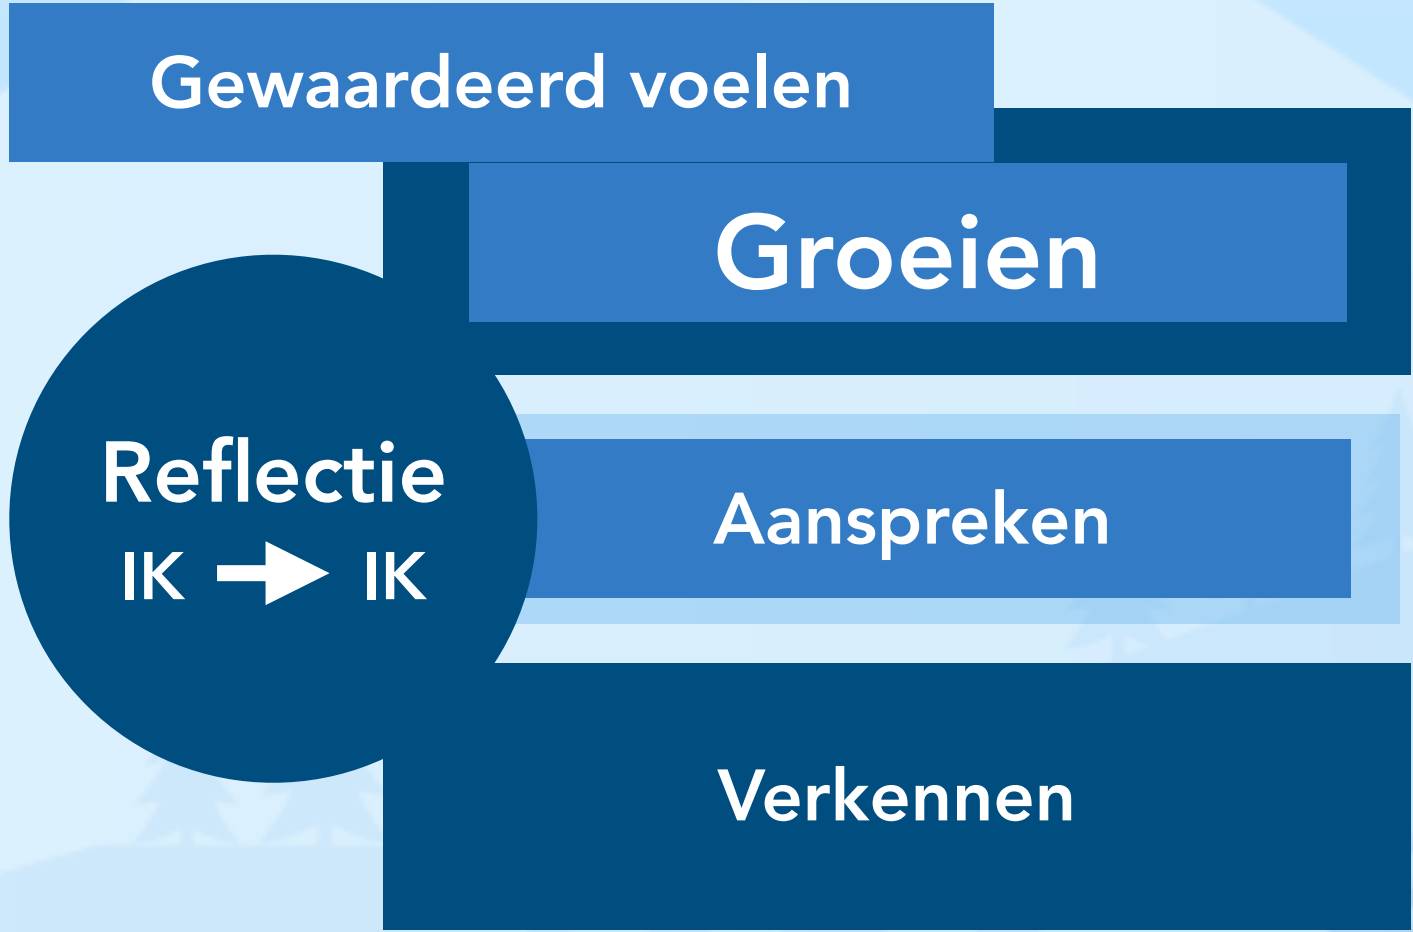 Gewaardeerd voelen
Groeien
Reflectie
IK → IK
Aanspreken
Verkennen